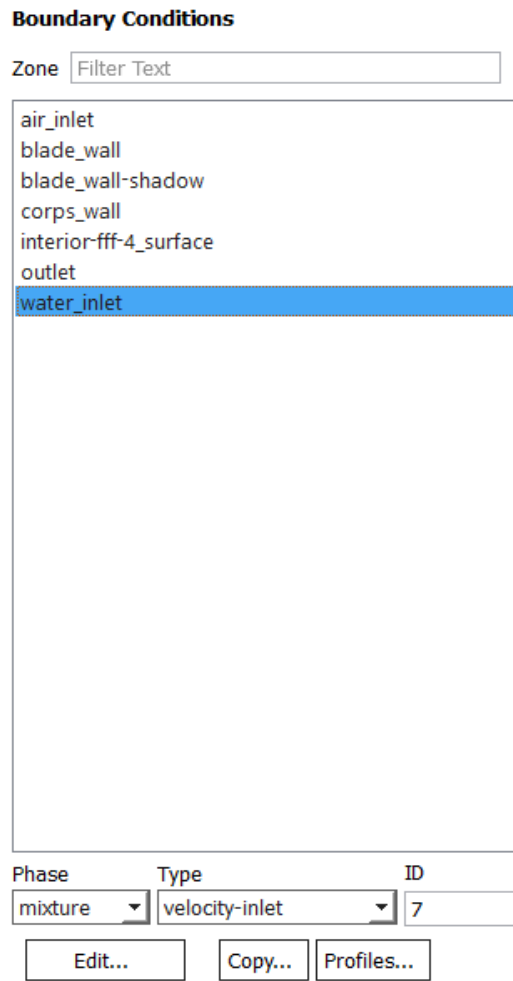 Boundary Conditions
Zone Filter Text
air_inlet
blade_wall
blade_wall-shadow
corps_wall
interior-fff-4_surface
outlet
water_inlet
Phase Type ID
mixture velocity-inlet 7
Edit... Copy... Profiles...